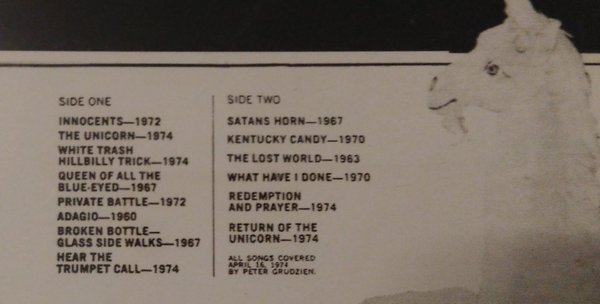 SIDE ONE
INNOCENTS—1972
THE UNICORN—1974
WHITE TRASH
HILLBILLY TRICK—1974
QUEEN OF ALL THE
BLUE-EYED—1967
PRIVATE BATTLE—1972
ADAGIO—1960
BROKEN BOTTLE—
GLASS SIDE WALKS—1967
HEAR THE
TRUMPET CALL—1974
SIDE TWO
SATANS HORN—1967
KENTUCKY CANDY—1970
THE LOST WORLD—1963
WHAT HAVE I DONE—1970
REDEMPTION
AND PRAYER—1974
RETURN OF THE
UNICORN—1974
ALL SONGS COVERED
APRIL 16, 1974
BY PETER GRUDZIEN.